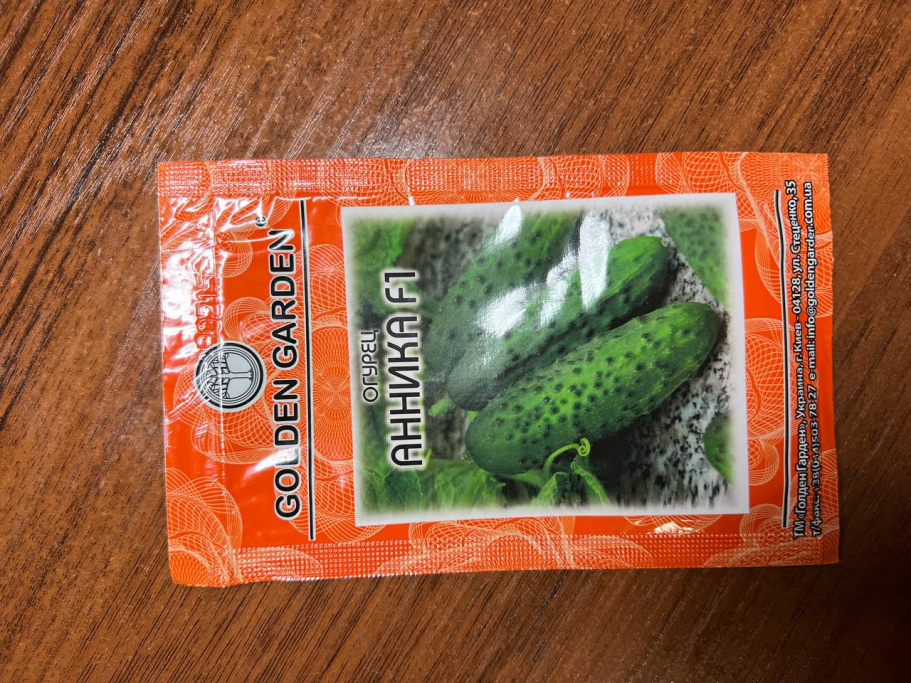 GOLDEN GARDEN®
ОГУРЕЦ
АННИКА F1
ТМ «Голден Гарден», Украина, г. Киев - 04128, ул. Стеценко, 35
т/факс. +38(044)503-78-27 e-mail: info@goldengarder.com.ua